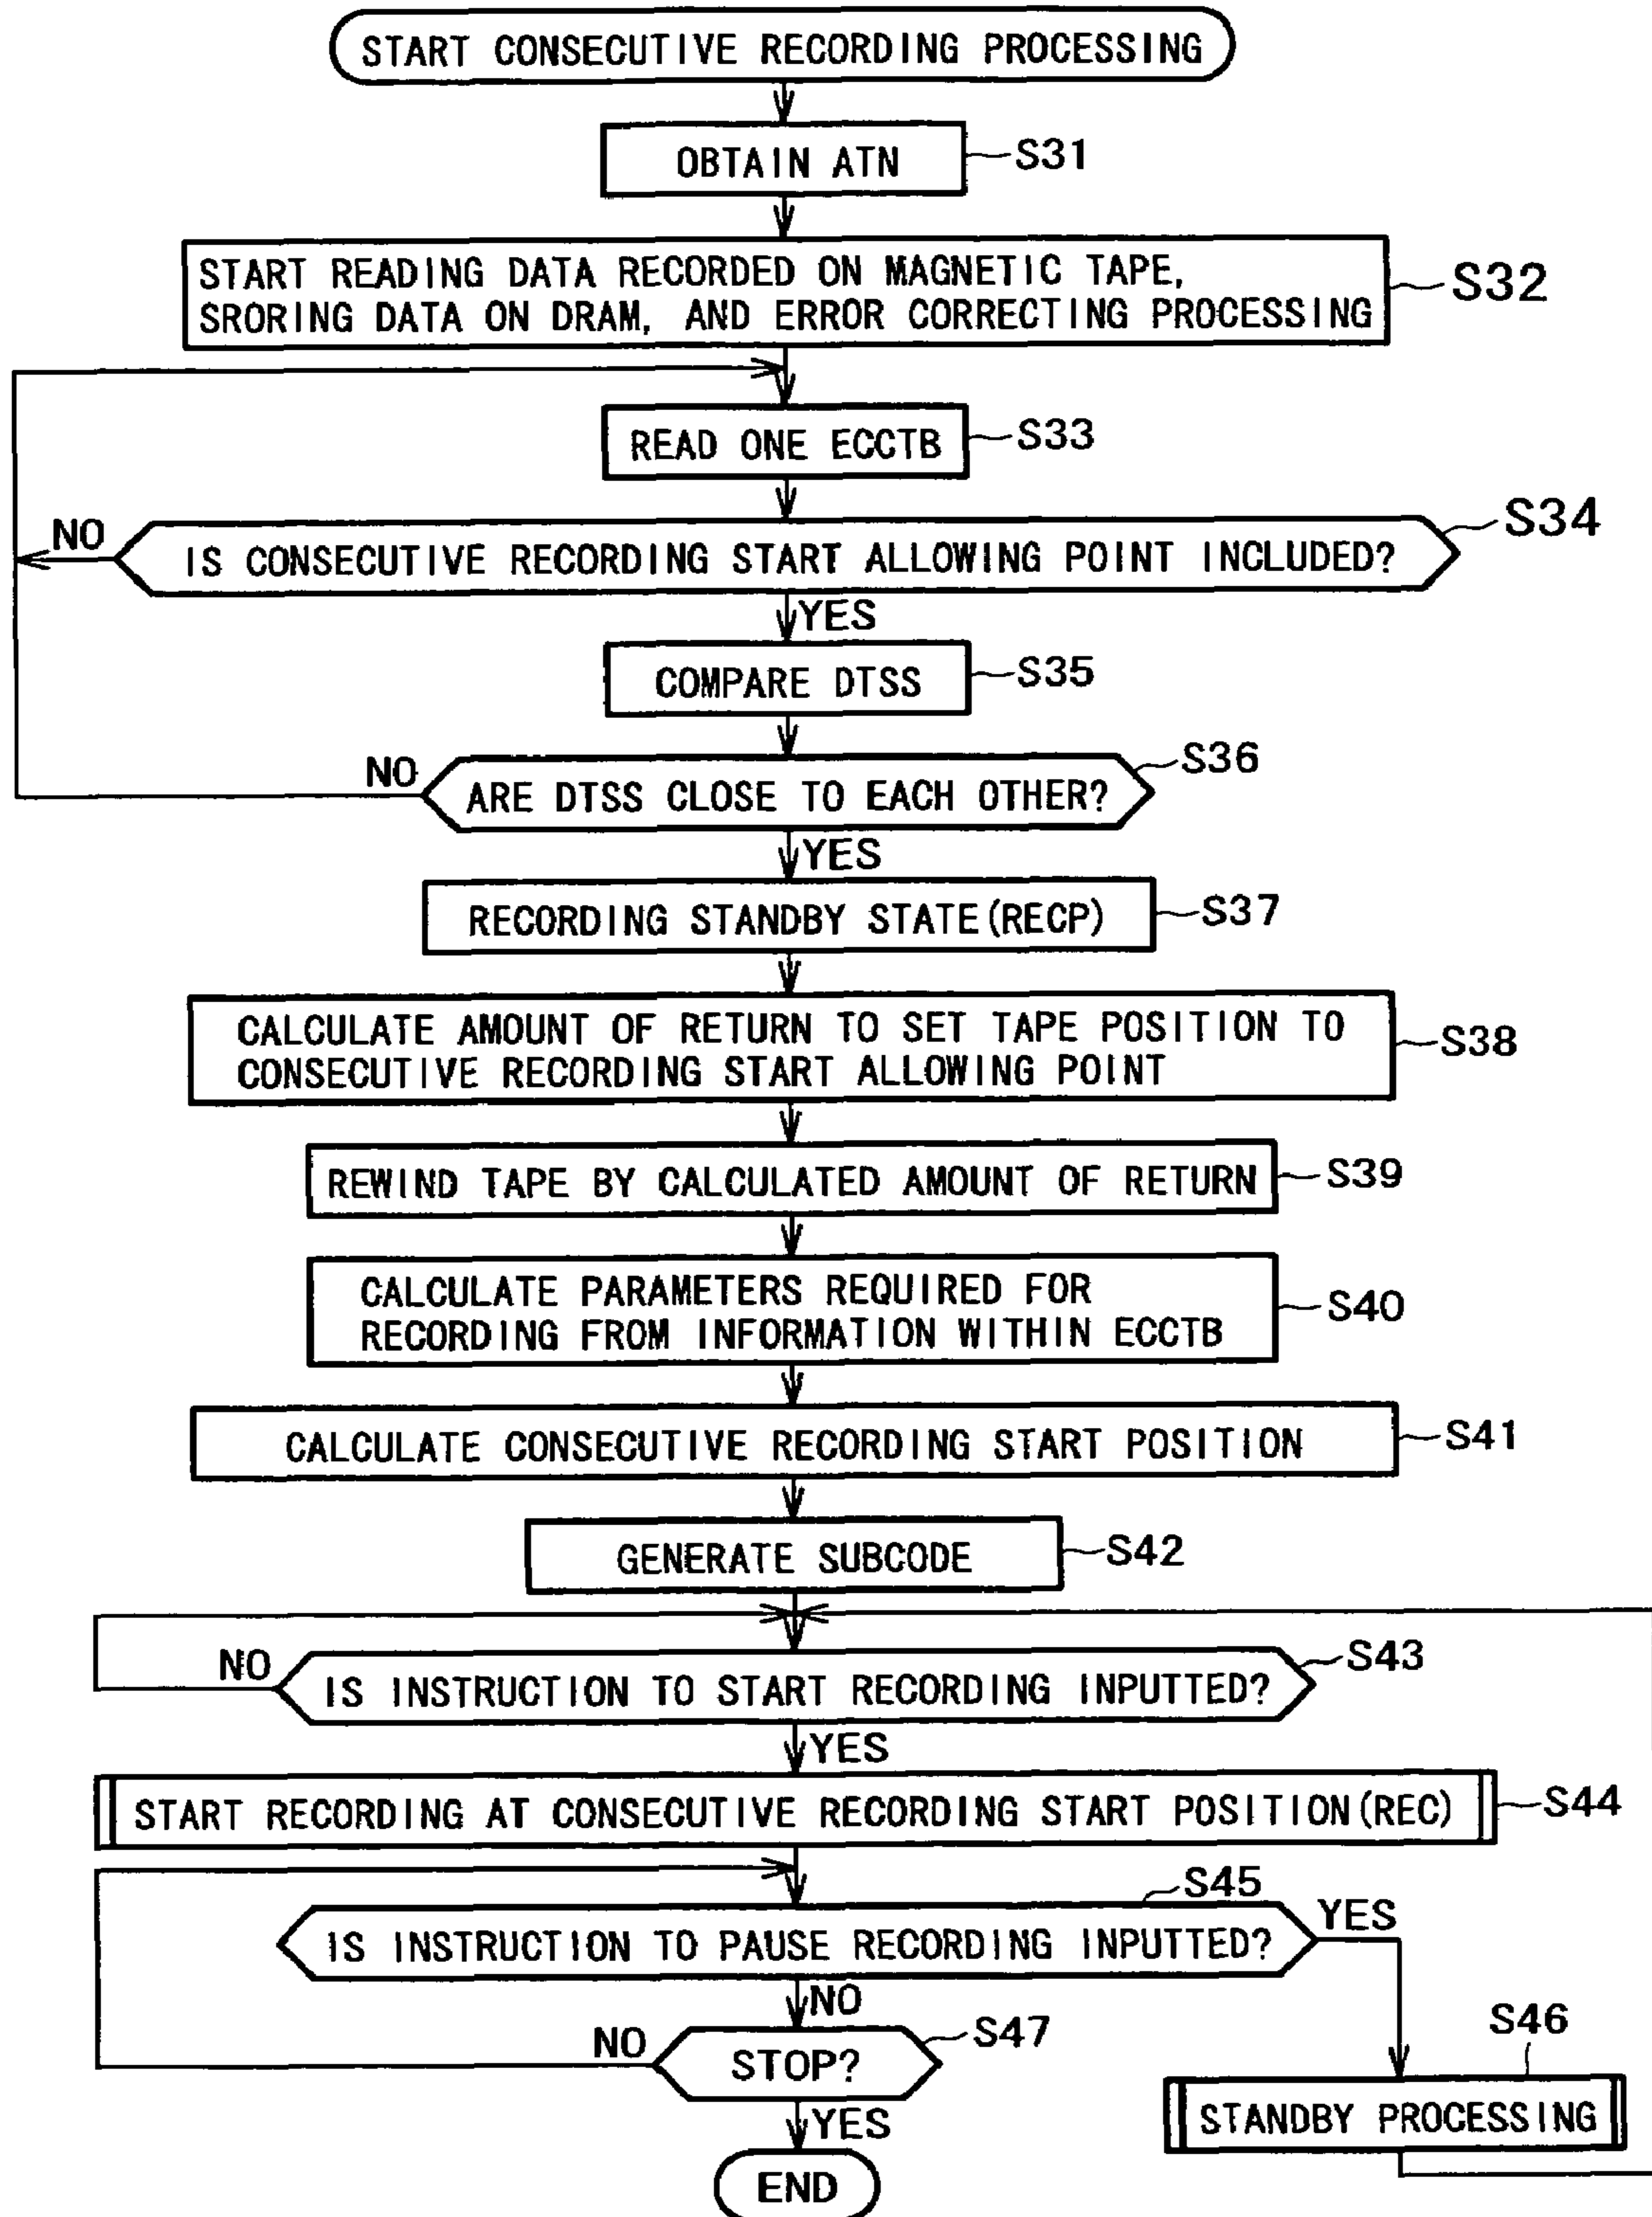 START CONSECUTIVE RECORDING PROCESSING
OBTAIN ATN
S31
START READING DATA RECORDED ON MAGNETIC TAPE,
SRORING DATA ON DRAM, AND ERROR CORRECTING PROCESSING
S32
READ ONE ECCTB
S33
NO
IS CONSECUTIVE RECORDING START ALLOWING POINT INCLUDED?
S34
YES
COMPARE DTSS
S35
NO
ARE DTSS CLOSE TO EACH OTHER?
S36
YES
RECORDING STANDBY STATE(RECP)
S37
CALCULATE AMOUNT OF RETURN TO SET TAPE POSITION TO
CONSECUTIVE RECORDING START ALLOWING POINT
S38
REWIND TAPE BY CALCULATED AMOUNT OF RETURN
S39
CALCULATE PARAMETERS REQUIRED FOR
RECORDING FROM INFORMATION WITHIN ECCTB
S40
CALCULATE CONSECUTIVE RECORDING START POSITION
S41
GENERATE SUBCODE
S42
NO
IS INSTRUCTION TO START RECORDING INPUTTED?
S43
YES
START RECORDING AT CONSECUTIVE RECORDING START POSITION(REC)
S44
S45
IS INSTRUCTION TO PAUSE RECORDING INPUTTED?
YES
NO
NO
STOP?
S47
S46
STANDBY PROCESSING
YES
END